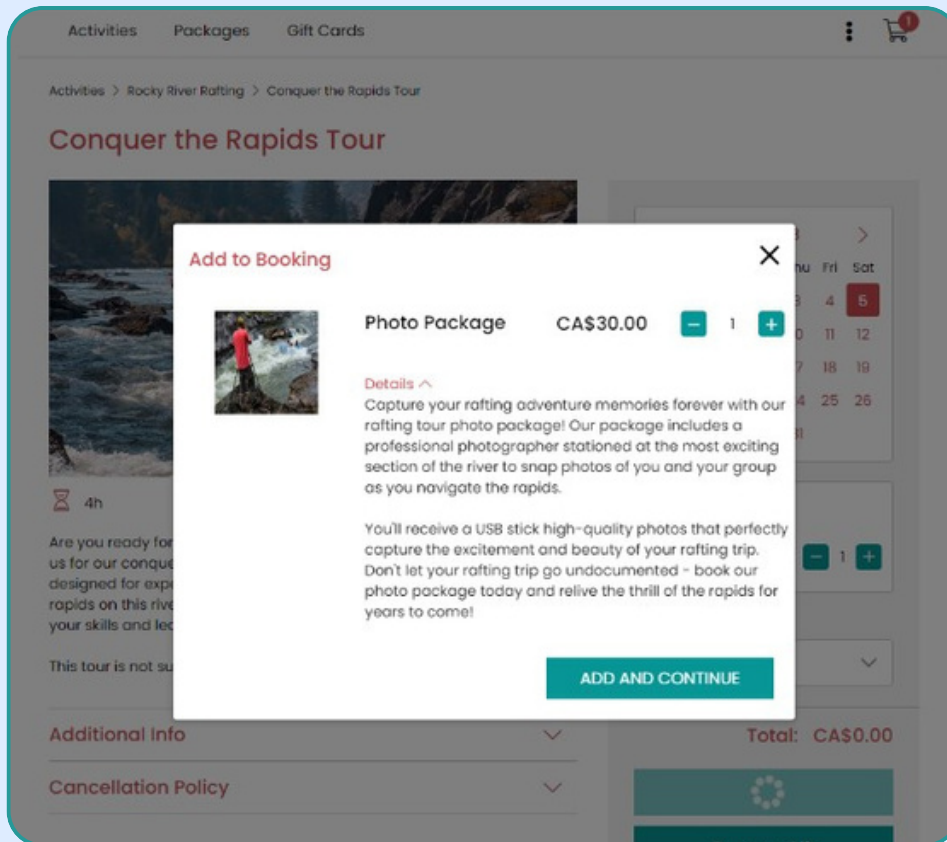 Activities Packages Gift Cards
1
Activities > Rocky River Rafting > Conquer the Rapids Tour
Conquer the Rapids Tour
Add to Booking
Photo Package CA$30.00 − 1 +
Details
Capture your rafting adventure memories forever with our
rafting tour photo package! Our package includes a
professional photographer stationed at the most exciting
section of the river to snap photos of you and your group
as you navigate the rapids.
You'll receive a USB stick high-quality photos that perfectly
capture the excitement and beauty of your rafting trip.
Don't let your rafting trip go undocumented - book our
photo package today and relive the thrill of the rapids for
years to come!
ADD AND CONTINUE
4h
Are you ready for
us for our conque
designed for expe
rapids on this rive
your skills and lea
This tour is not su
Additional Info
Cancellation Policy
hu Fri Sat
4 5
11 12
18 19
4 25 26
31
− 1 +
Total: CA$0.00